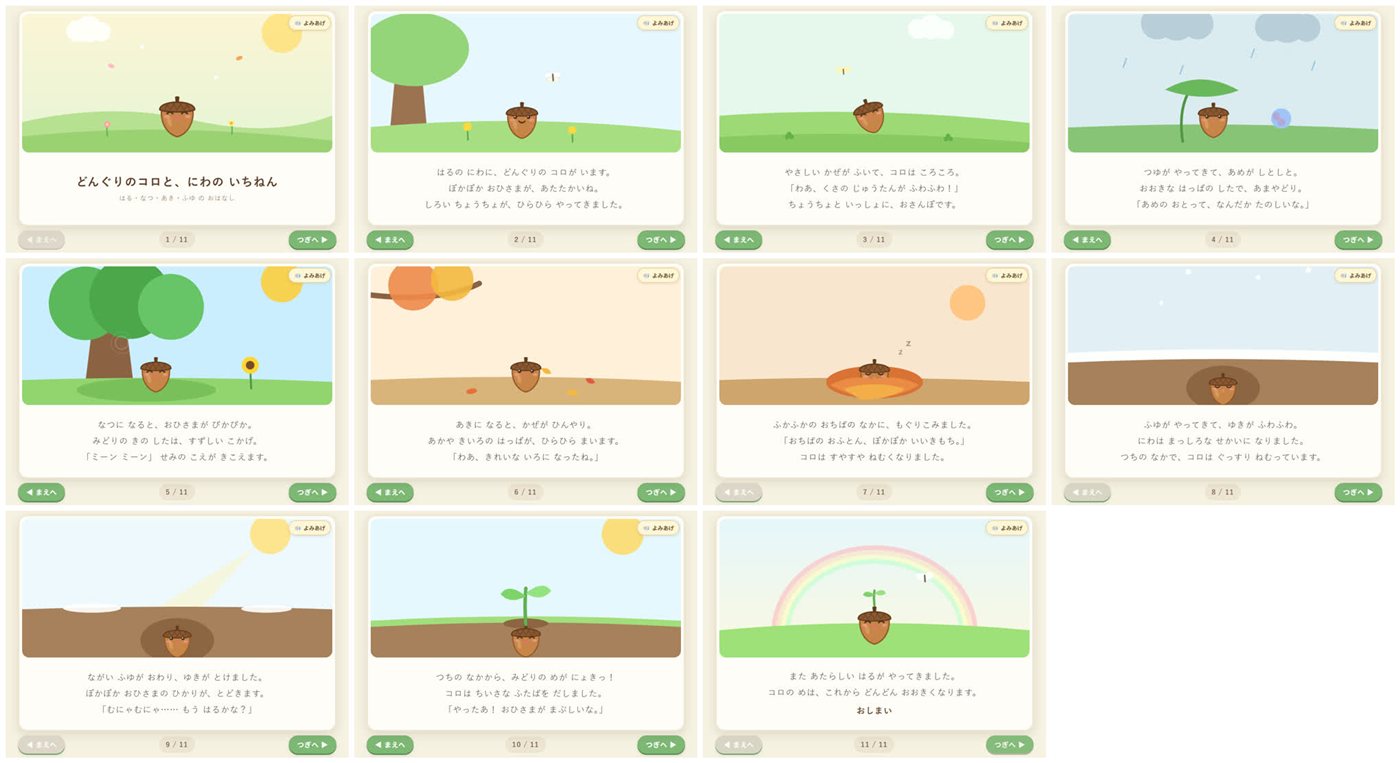 よみあげ
どんぐりのコロと、にわの いちねん
はる・なつ・あき・ふゆ の おはなし
◀ まえへ
1 / 11
つぎへ ▶
よみあげ
はるの にわに、どんぐりの コロが います。
ぽかぽか おひさまが、あたたかいね。
しろい ちょうちょが、ひらひら やってきました。
◀ まえへ
2 / 11
つぎへ ▶
よみあげ
やさしい かぜが ふいて、コロは ころころ。
「わあ、くさの じゅうたんが ふわふわ！」
ちょうちょと いっしょに、おさんぽです。
◀ まえへ
3 / 11
つぎへ ▶
よみあげ
つゆが やってきて、あめが しとしと。
おおきな はっぱの したで、あまやどり。
「あめの おとって、なんだか たのしいな。」
◀ まえへ
4 / 11
つぎへ ▶
よみあげ
なつに なると、おひさまが ぴかぴか。
みどりの きの したは、すずしい こかげ。
「ミーン ミーン」 せみの こえが きこえます。
◀ まえへ
5 / 11
つぎへ ▶
よみあげ
あきに なると、かぜが ひんやり。
あかや きいろの はっぱが、ひらひら まいます。
「わあ、きれいな いろに なったね。」
◀ まえへ
6 / 11
つぎへ ▶
よみあげ
z
z
ふかふかの おちばの なかに、もぐりこみました。
「おちばの おふとん、ぽかぽか いいきもち。」
コロは すやすや ねむくなりました。
◀ まえへ
7 / 11
つぎへ ▶
よみあげ
ふゆが やってきて、ゆきが ふわふわ。
にわは まっしろな せかいに なりました。
つちの なかで、コロは ぐっすり ねむっています。
◀ まえへ
8 / 11
つぎへ ▶
よみあげ
ながい ふゆが おわり、ゆきが とけました。
ぽかぽか おひさまの ひかりが、とどきます。
「むにゃむにゃ…… もう はるかな？」
◀ まえへ
9 / 11
つぎへ ▶
よみあげ
つちの なかから、みどりの めが にょきっ！
コロは ちいさな ふたばを だしました。
「やったあ！ おひさまが まぶしいな。」
◀ まえへ
10 / 11
つぎへ ▶
よみあげ
また あたらしい はるが やってきました。
コロの めは、これから どんどん おおきくなります。
おしまい
◀ まえへ
11 / 11
つぎへ ▶